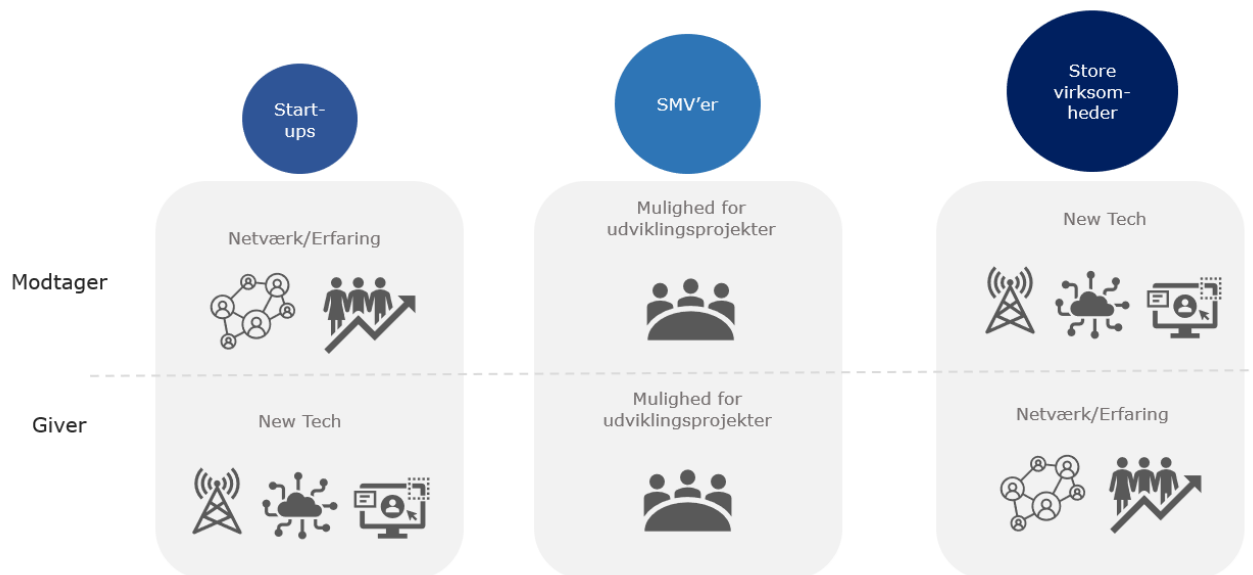 Start-
ups
SMV'er
Store
virksom-
heder
Modtager
Netværk/Erfaring
Mulighed for
udviklingsprojekter
New Tech
Giver
New Tech
Mulighed for
udviklingsprojekter
Netværk/Erfaring